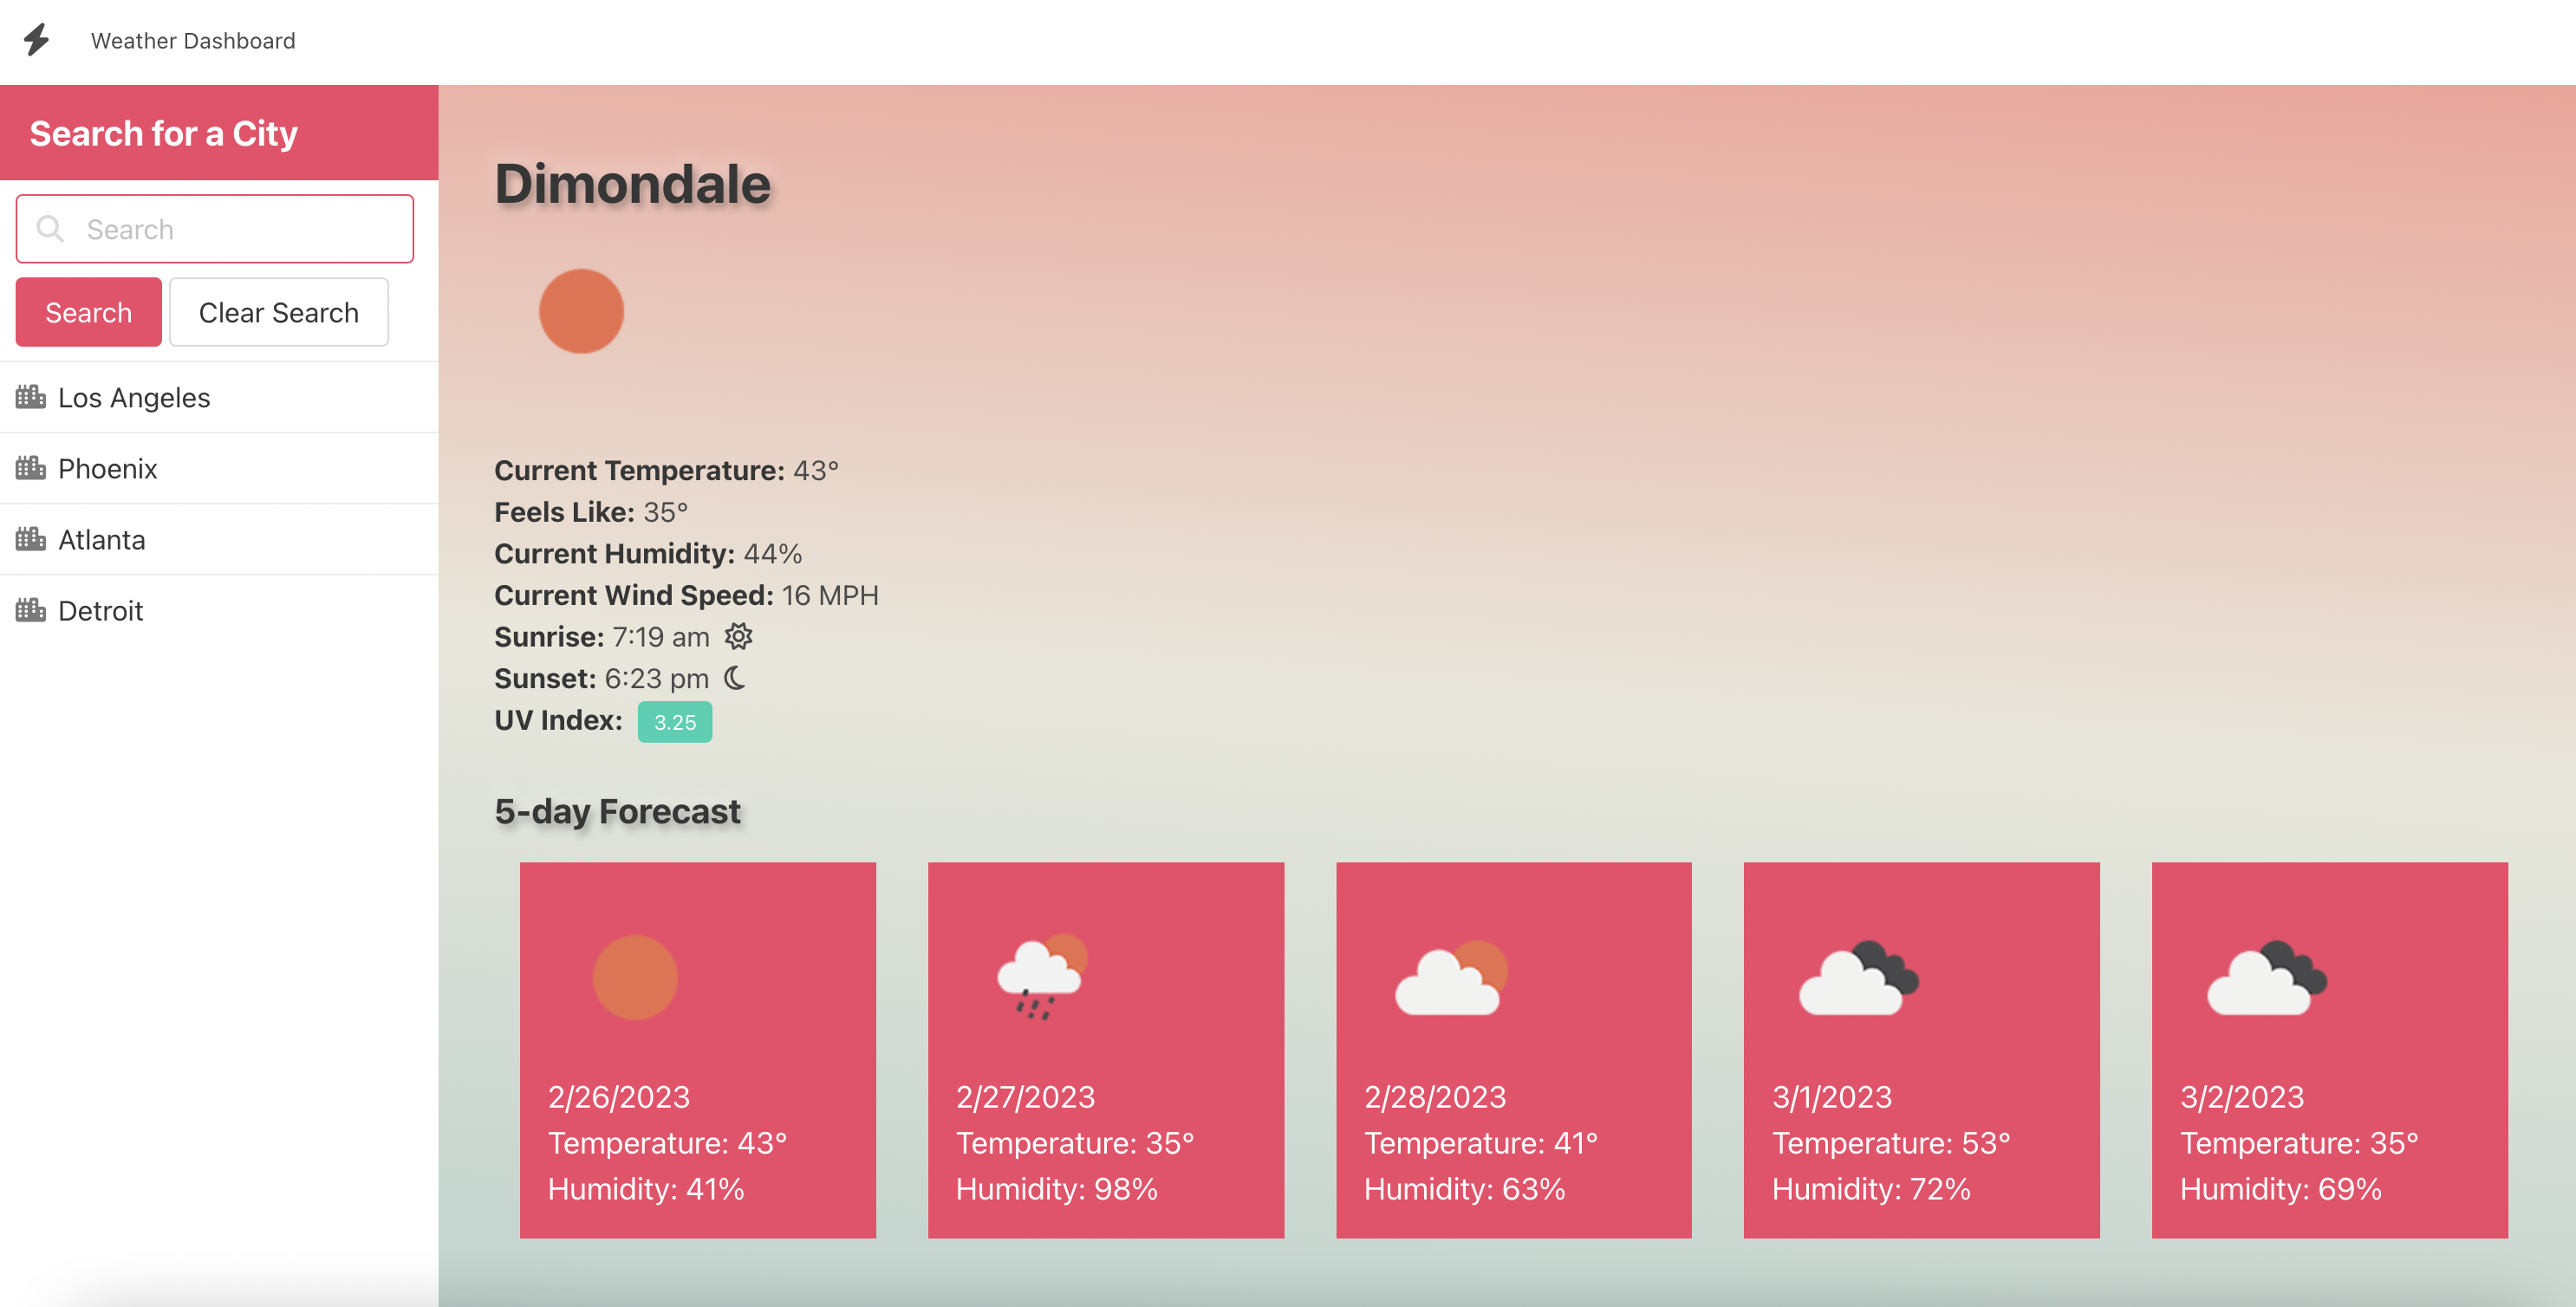 Weather Dashboard
Search for a City
Search
Search
Clear Search
Los Angeles
Phoenix
Atlanta
Detroit
Dimondale
Current Temperature: 43°
Feels Like: 35°
Current Humidity: 44%
Current Wind Speed: 16 MPH
Sunrise: 7:19 am
Sunset: 6:23 pm
UV Index: 3.25
5-day Forecast
2/26/2023
Temperature: 43°
Humidity: 41%
2/27/2023
Temperature: 35°
Humidity: 98%
2/28/2023
Temperature: 41°
Humidity: 63%
3/1/2023
Temperature: 53°
Humidity: 72%
3/2/2023
Temperature: 35°
Humidity: 69%